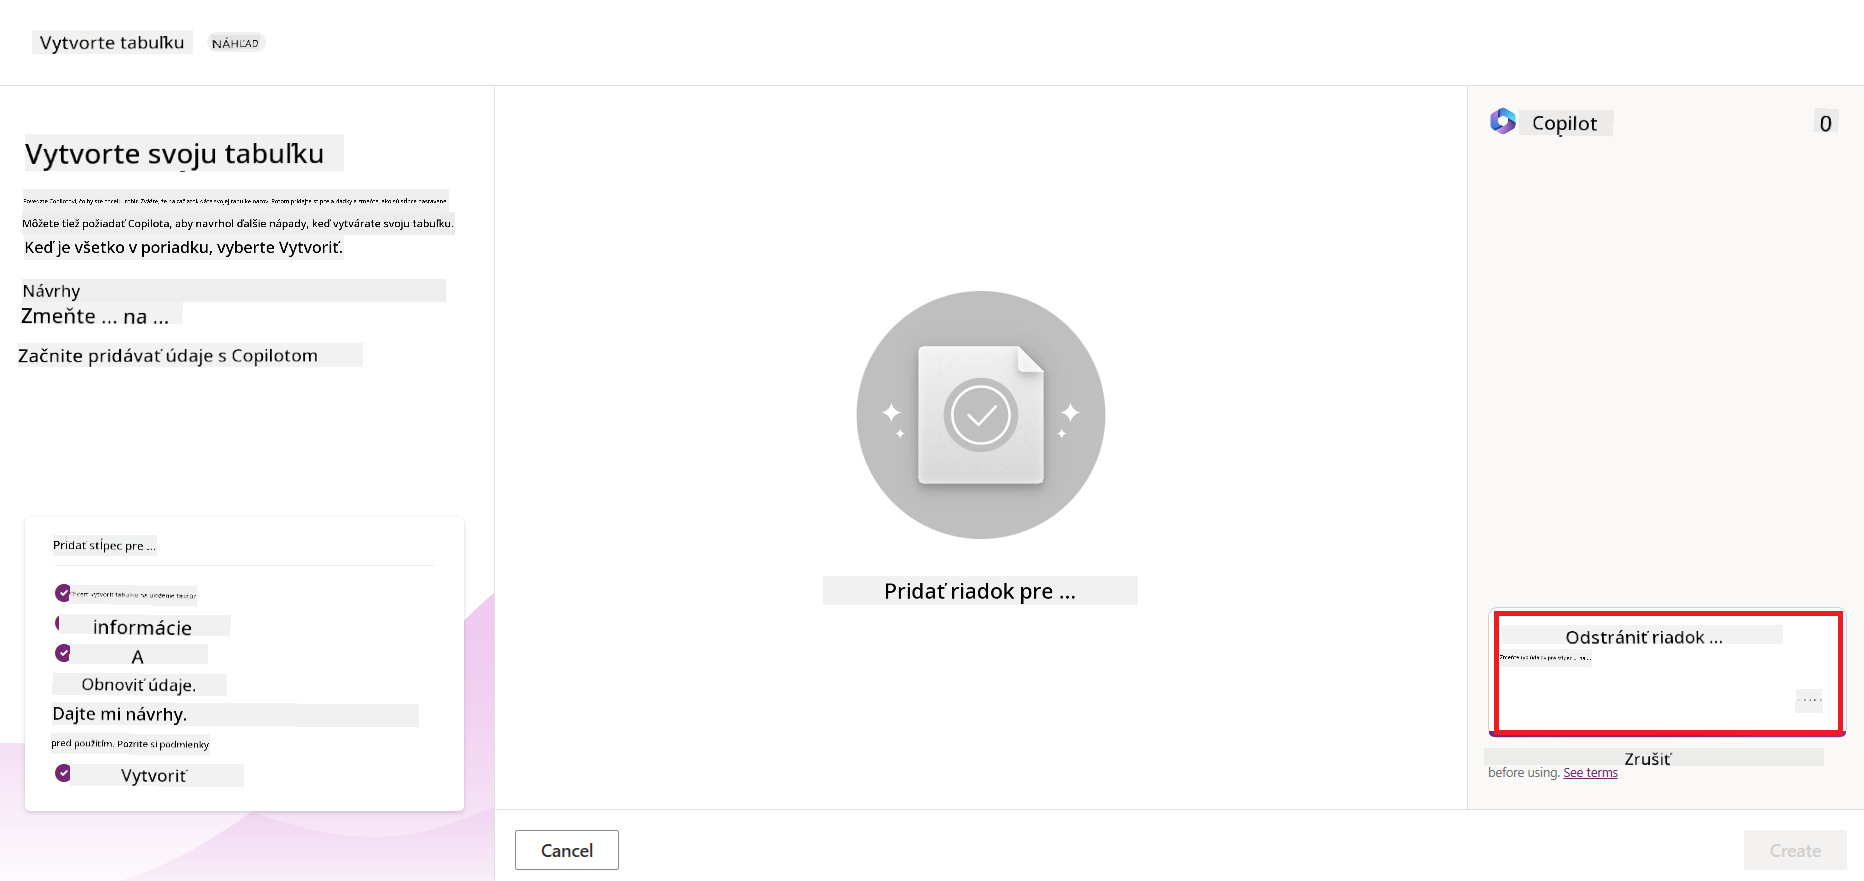 Vytvorte tabuľku
NÁHĽAD
Vytvorte svoju tabuľku
Môžete tiež požiadať Copilota, aby navrhol ďalšie nápady, keď vytvárate svoju tabuľku.
Keď je všetko v poriadku, vyberte Vytvoriť.
Návrhy
Zmeňte ... na ...
Začnite pridávať údaje s Copilotom
Pridať stĺpec pre ...
informácie
A
Obnoviť údaje.
Dajte mi návrhy.
pred použitím. Pozrite si podmienky
Vytvoriť
Pridať riadok pre ...
Copilot
0
Odstrániť riadok ...
Zrušiť
before using. See terms
Cancel
Create